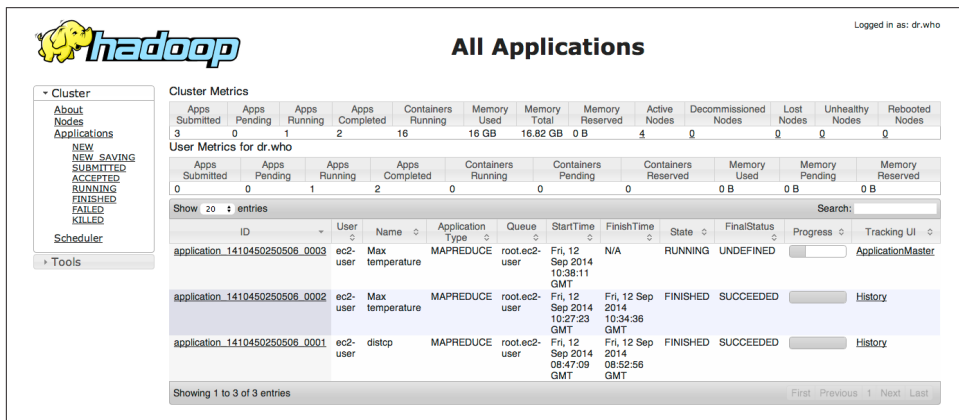 Logged in as: dr.who
hadoop
All Applications
Cluster
About
Nodes
Applications
NEW
NEW_SAVING
SUBMITTED
ACCEPTED
RUNNING
FINISHED
FAILED
KILLED
Scheduler
Tools
Cluster Metrics
Apps Submitted Apps Pending Apps Running Apps Completed Containers Running Memory Used Memory Total Memory Reserved Active Nodes Decommissioned Nodes Lost Nodes Unhealthy Nodes Rebooted Nodes
3 0 1 2 16 16 GB 16.82 GB 0 B 4 0 0 0 0
User Metrics for dr.who
Apps Submitted Apps Pending Apps Running Apps Completed Containers Running Containers Pending Containers Reserved Memory Used Memory Pending Memory Reserved
0 0 1 2 0 0 0 0 B 0 B 0 B
Show 20 entries Search:
ID User Name Application Type Queue StartTime FinishTime State FinalStatus Progress Tracking UI
application_1410450250506_0003 ec2-user Max temperature MAPREDUCE root.ec2-user Fri, 12 Sep 2014 10:38:11 GMT N/A RUNNING UNDEFINED ApplicationMaster
application_1410450250506_0002 ec2-user Max temperature MAPREDUCE root.ec2-user Fri, 12 Sep 2014 10:27:23 GMT Fri, 12 Sep 2014 10:34:36 GMT FINISHED SUCCEEDED History
application_1410450250506_0001 ec2-user distcp MAPREDUCE root.ec2-user Fri, 12 Sep 2014 08:47:09 GMT Fri, 12 Sep 2014 08:52:56 GMT FINISHED SUCCEEDED History
Showing 1 to 3 of 3 entries First Previous 1 Next Last